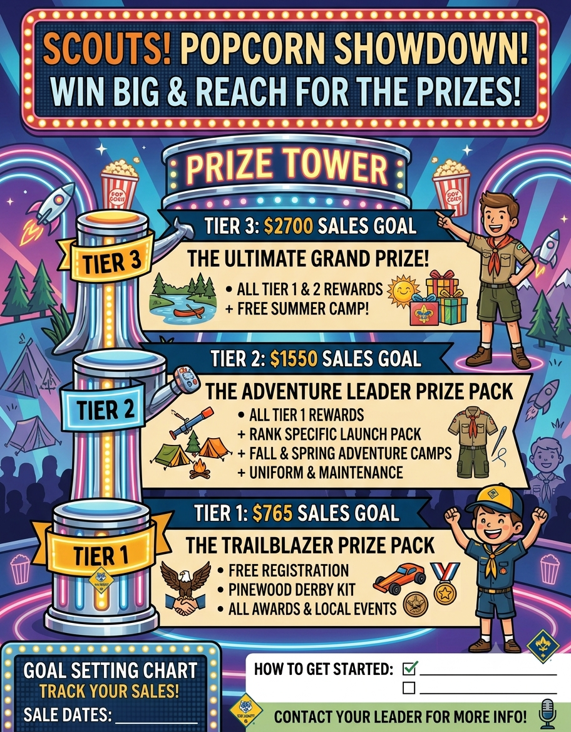 SCOUTS! POPCORN SHOWDOWN!
WIN BIG & REACH FOR THE PRIZES!
PRIZE TOWER
TIER 3: $2700 SALES GOAL
TIER 3
THE ULTIMATE GRAND PRIZE!
• ALL TIER 1 & 2 REWARDS
+ FREE SUMMER CAMP!
TIER 2: $1550 SALES GOAL
TIER 2
THE ADVENTURE LEADER PRIZE PACK
• ALL TIER 1 REWARDS
+ RANK SPECIFIC LAUNCH PACK
+ FALL & SPRING ADVENTURE CAMPS
+ UNIFORM & MAINTENANCE
TIER 1: $765 SALES GOAL
TIER 1
THE TRAILBLAZER PRIZE PACK
• FREE REGISTRATION
• PINEWOOD DERBY KIT
• ALL AWARDS & LOCAL EVENTS
GOAL SETTING CHART
TRACK YOUR SALES!
SALE DATES:
HOW TO GET STARTED:
CONTACT YOUR LEADER FOR MORE INFO!